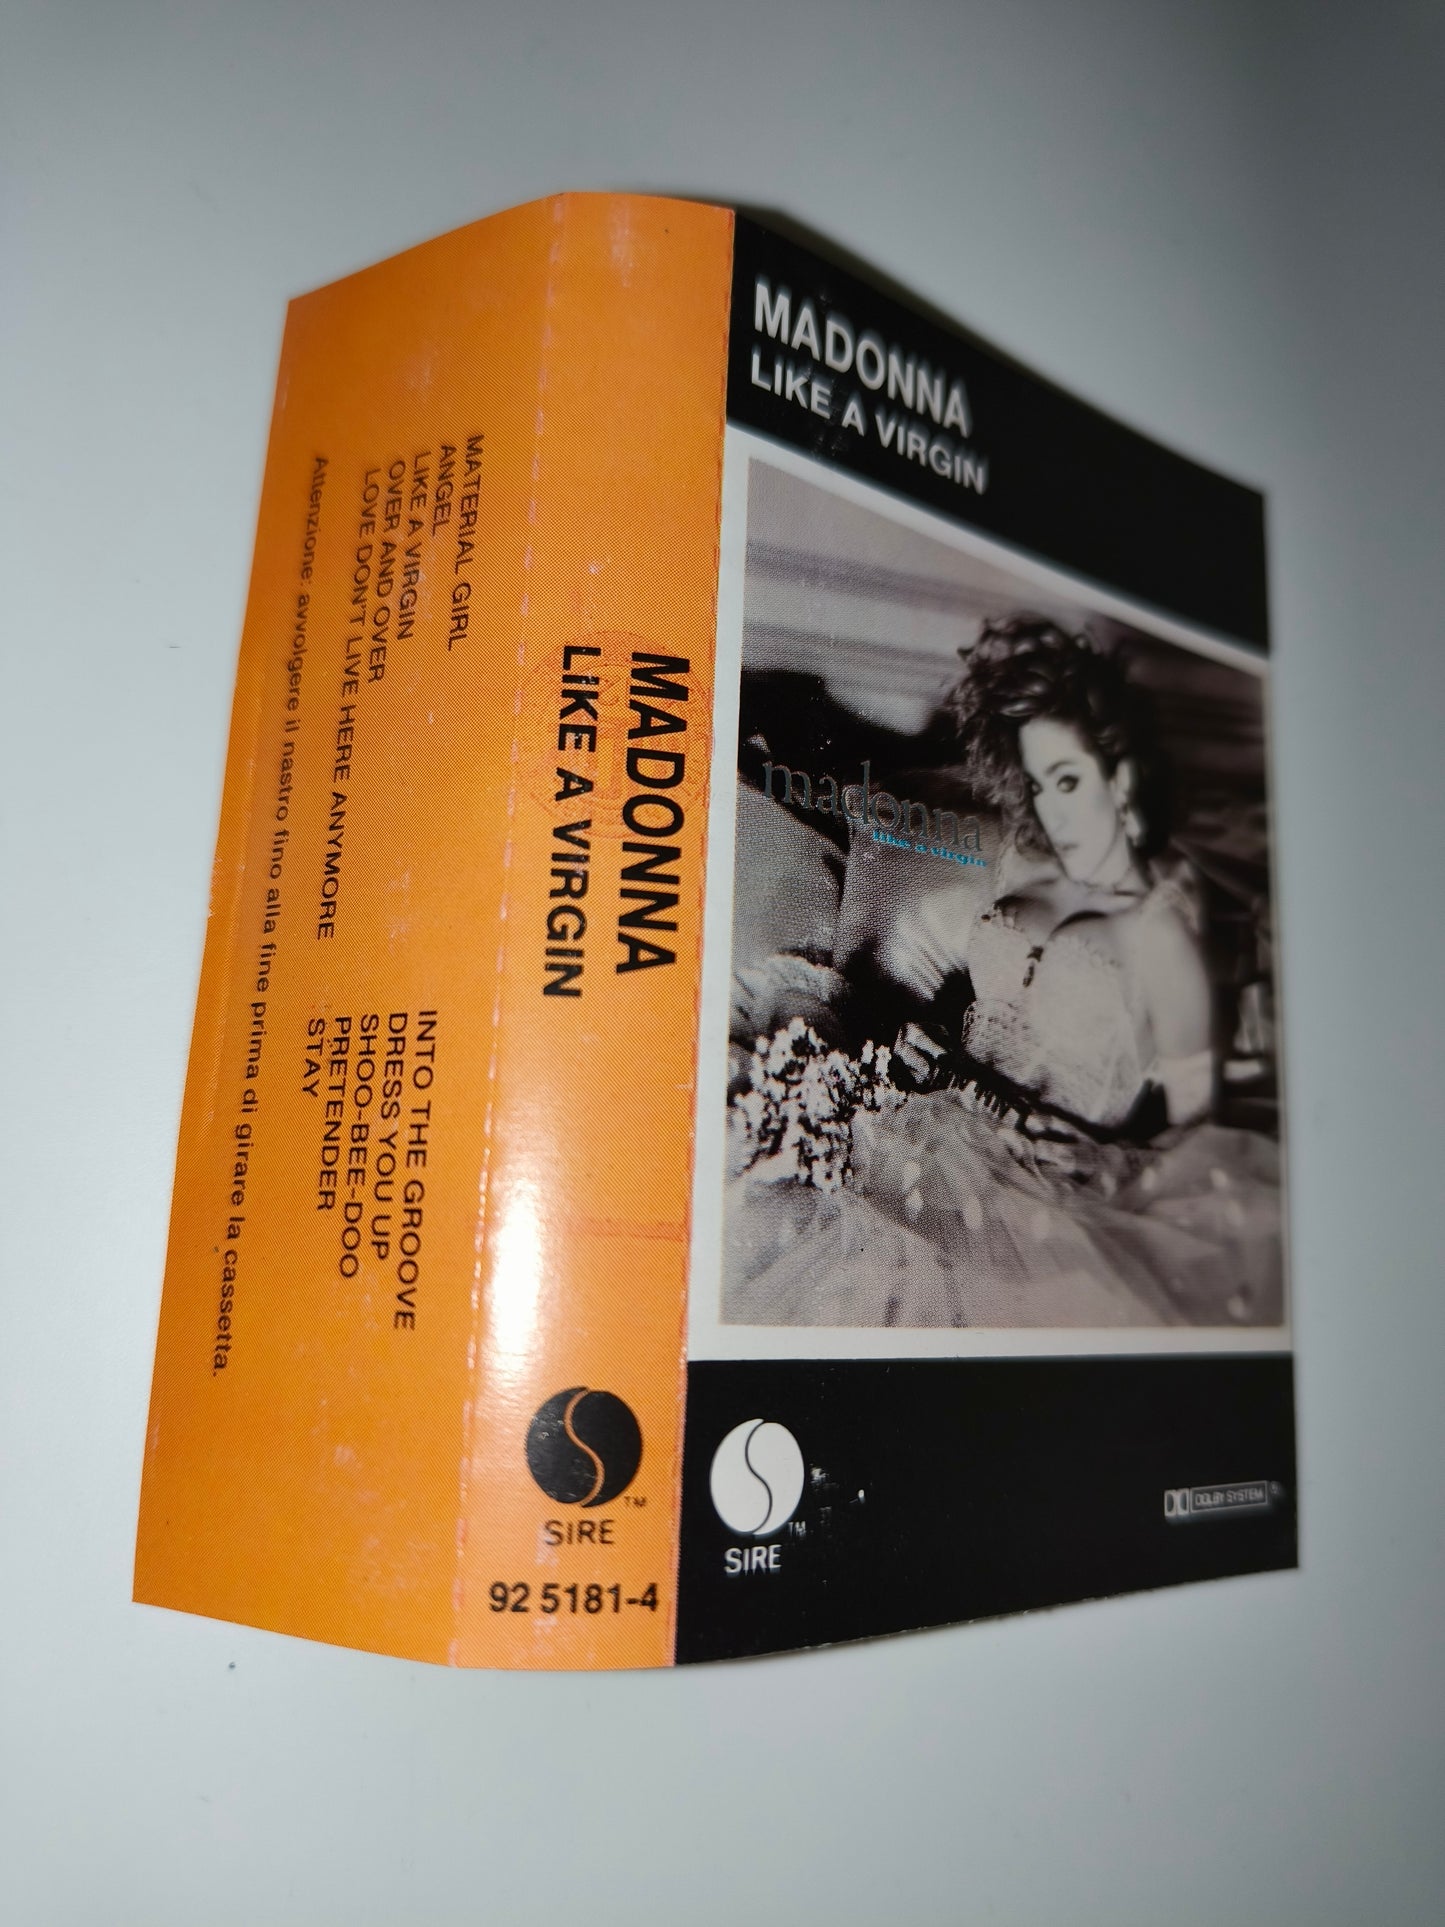 MADONNA
LIKE A VIRGIN
madonna
like a virgin
SIRE
TM
DOLBY SYSTEM
MADONNA
LIKE A VIRGIN
TM
SIRE
92 5181-4
MATERIAL GIRL
ANGEL
LIKE A VIRGIN
OVER AND OVER
LOVE DON'T LIVE HERE ANYMORE
INTO THE GROOVE
DRESS YOU UP
SHOO-BEE-DOO
PRETENDER
STAY
Attenzione: avvolgere il nastro fino alla fine prima di girare la cassetta.